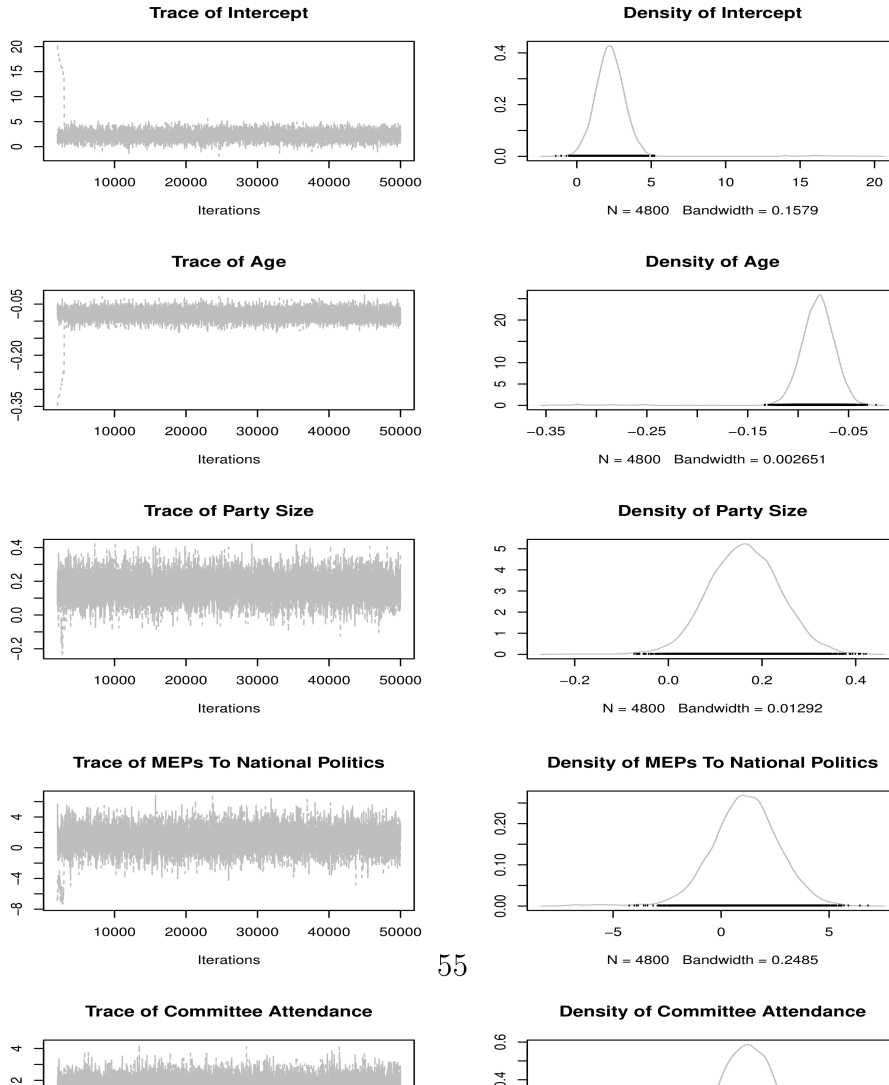 Trace of Intercept
20
15
10
5
0
10000 20000 30000 40000 50000
Iterations
Density of Intercept
0.4
0.2
0.0
0 5 10 15 20
N = 4800 Bandwidth = 0.1579
Trace of Age
−0.05
−0.20
−0.35
10000 20000 30000 40000 50000
Iterations
Density of Age
20
10
5
0
−0.35 −0.25 −0.15 −0.05
N = 4800 Bandwidth = 0.002651
Trace of Party Size
0.4
0.2
0.0
−0.2
10000 20000 30000 40000 50000
Iterations
Density of Party Size
5
4
3
2
1
0
−0.2 0.0 0.2 0.4
N = 4800 Bandwidth = 0.01292
Trace of MEPs To National Politics
4
0
−4
−8
10000 20000 30000 40000 50000
Iterations
Density of MEPs To National Politics
0.20
0.10
0.00
−5 0 5
N = 4800 Bandwidth = 0.2485
55
Trace of Committee Attendance
4
2
Density of Committee Attendance
0.6
0.4